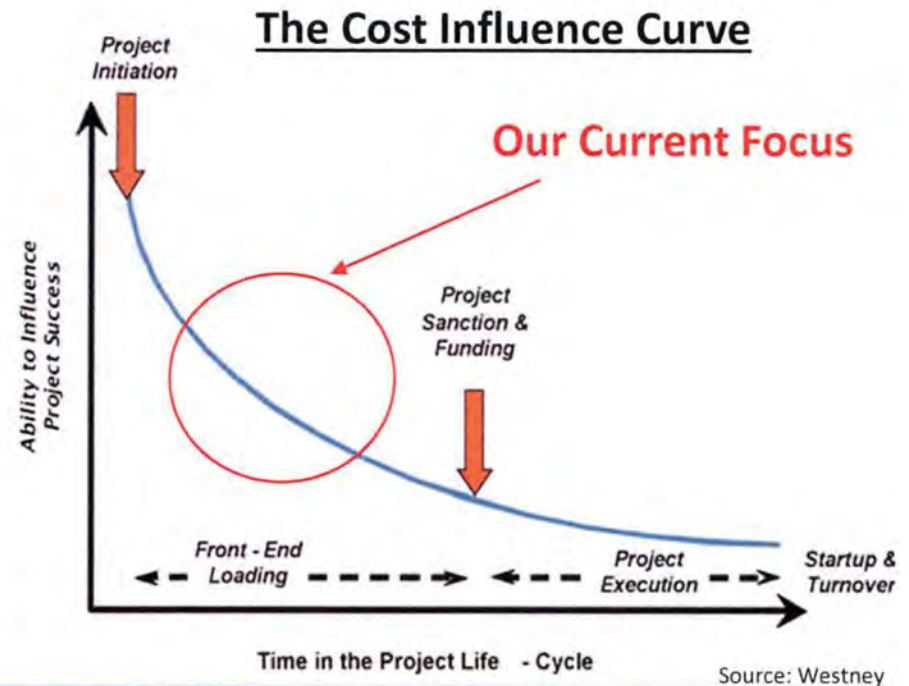 The Cost Influence Curve
Project
Initiation
Our Current Focus
Ability to Influence
Project Success
Project
Sanction &
Funding
Front - End
Loading
Project
Execution
Startup &
Turnover
Time in the Project Life - Cycle
Source: Westney